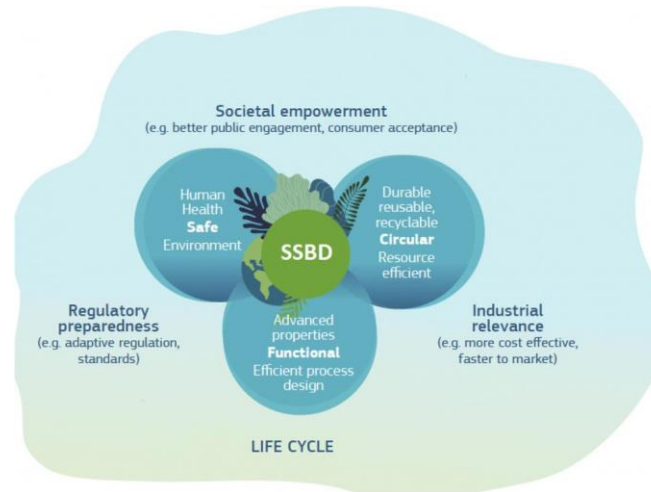 Societal empowerment
(e.g. better public engagement, consumer acceptance)
Human
Health
Safe
Environment
SSBD
Durable
reusable,
recyclable
Circular
Resource
efficient
Regulatory
preparedness
(e.g. adaptive regulation,
standards)
Advanced
properties
Functional
Efficient process
design
Industrial
relevance
(e.g. more cost effective,
faster to market)
LIFE CYCLE